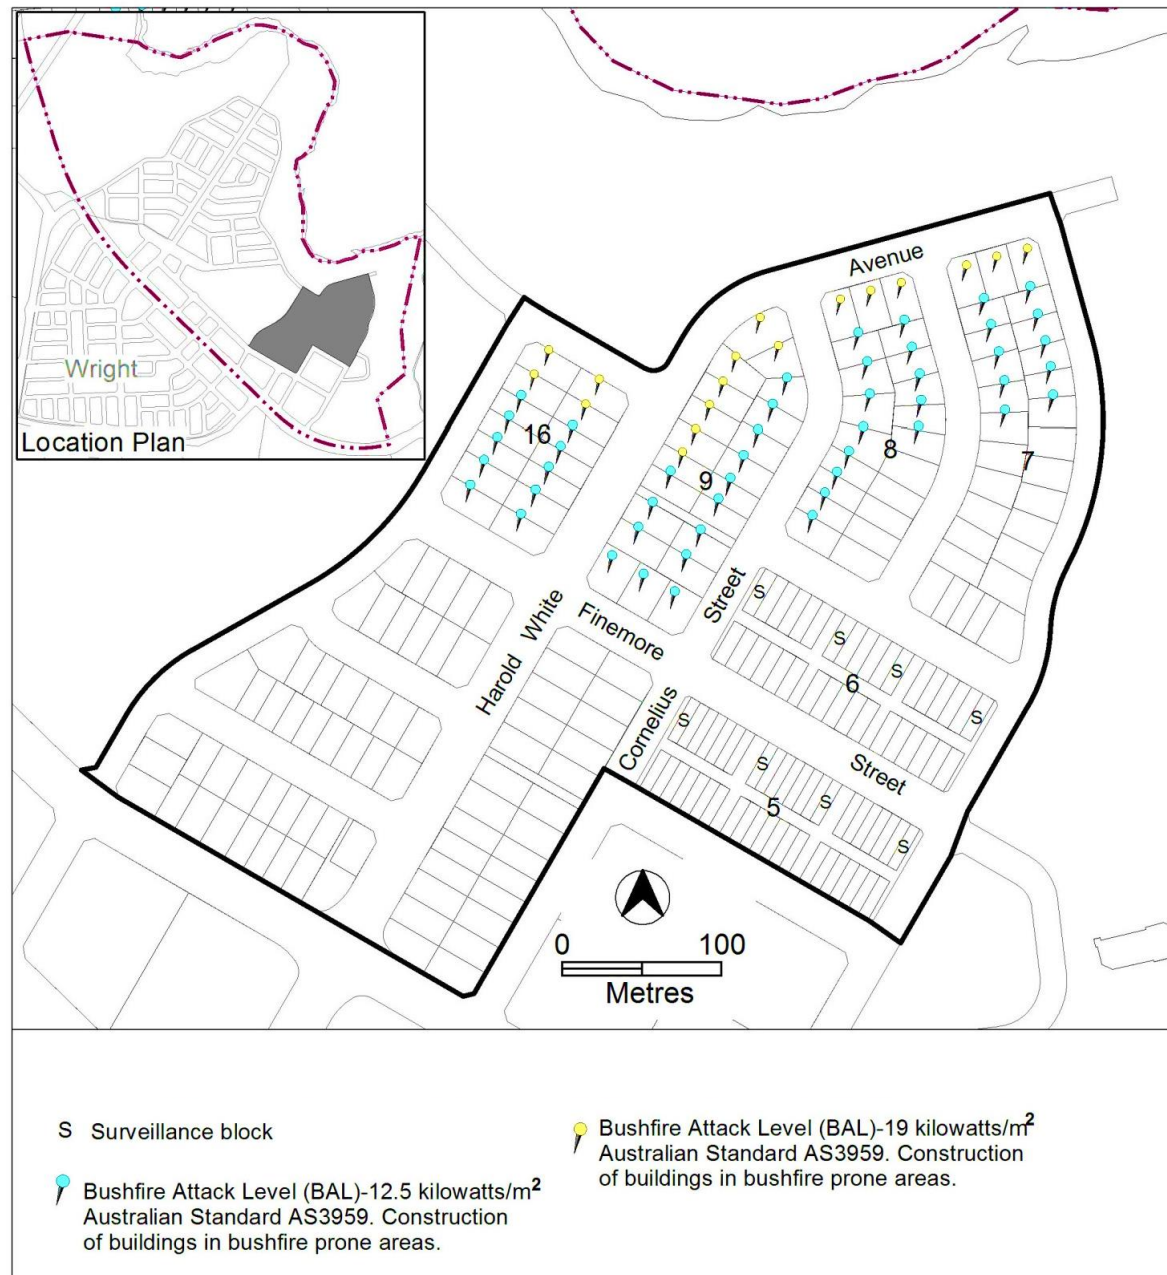 Wright
Location Plan
Avenue
16
9
8
7
Harold White
Finemore
Street
Cornelius
Street
S
S
S
S
6
S
S
S
S
5
0 100
Metres
S Surveillance block
Bushfire Attack Level (BAL)-12.5 kilowatts/m²
Australian Standard AS3959. Construction
of buildings in bushfire prone areas.
Bushfire Attack Level (BAL)-19 kilowatts/m²
Australian Standard AS3959. Construction
of buildings in bushfire prone areas.